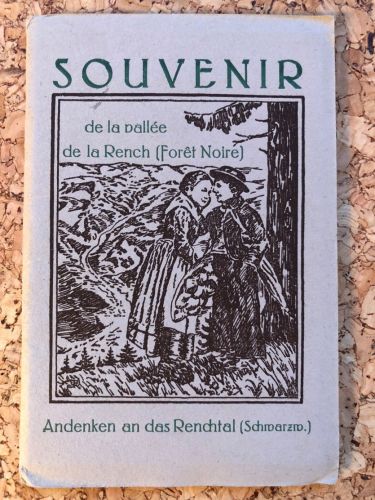 SOUVENIR
de la vallée
de la Rench (Forêt Noire)
Andenken an das Renchtal (Schwarzw.)